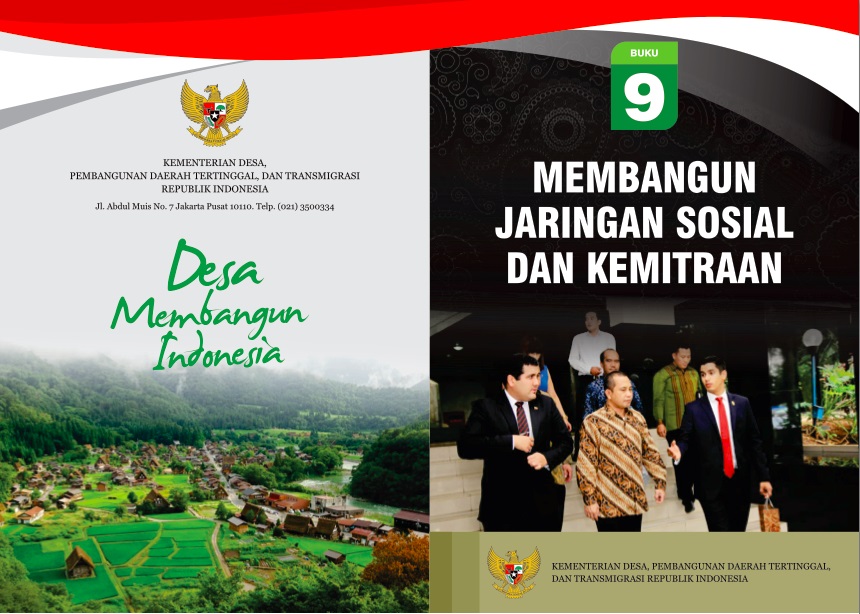 KEMENTERIAN DESA,
PEMBANGUNAN DAERAH TERTINGGAL, DAN TRANSMIGRASI
REPUBLIK INDONESIA
Jl. Abdul Muis No. 7 Jakarta Pusat 10110. Telp. (021) 3500334
Desa
Membangun
Indonesia
BUKU
9
MEMBANGUN
JARINGAN SOSIAL
DAN KEMITRAAN
KEMENTERIAN DESA, PEMBANGUNAN DAERAH TERTINGGAL,
DAN TRANSMIGRASI REPUBLIK INDONESIA